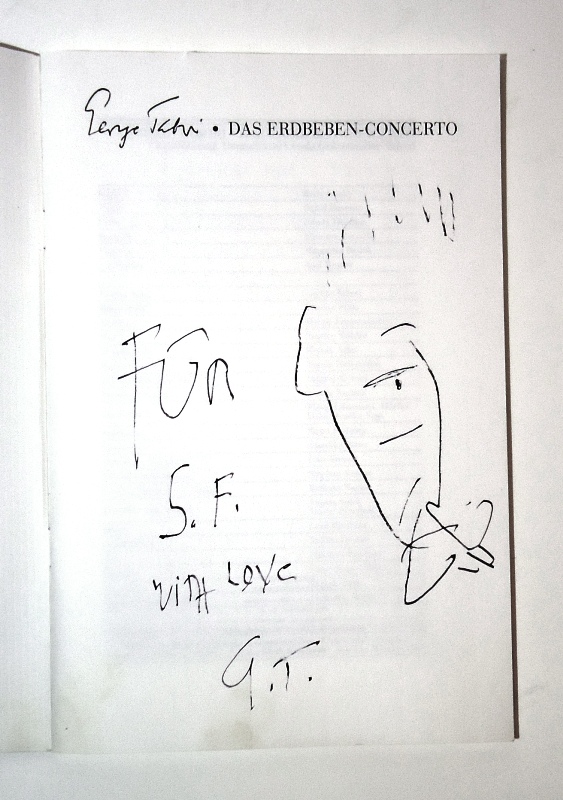 George Tabori • DAS ERDBEBEN-CONCERTO
FÜR
S.F.
WITH LOVE
G.T.